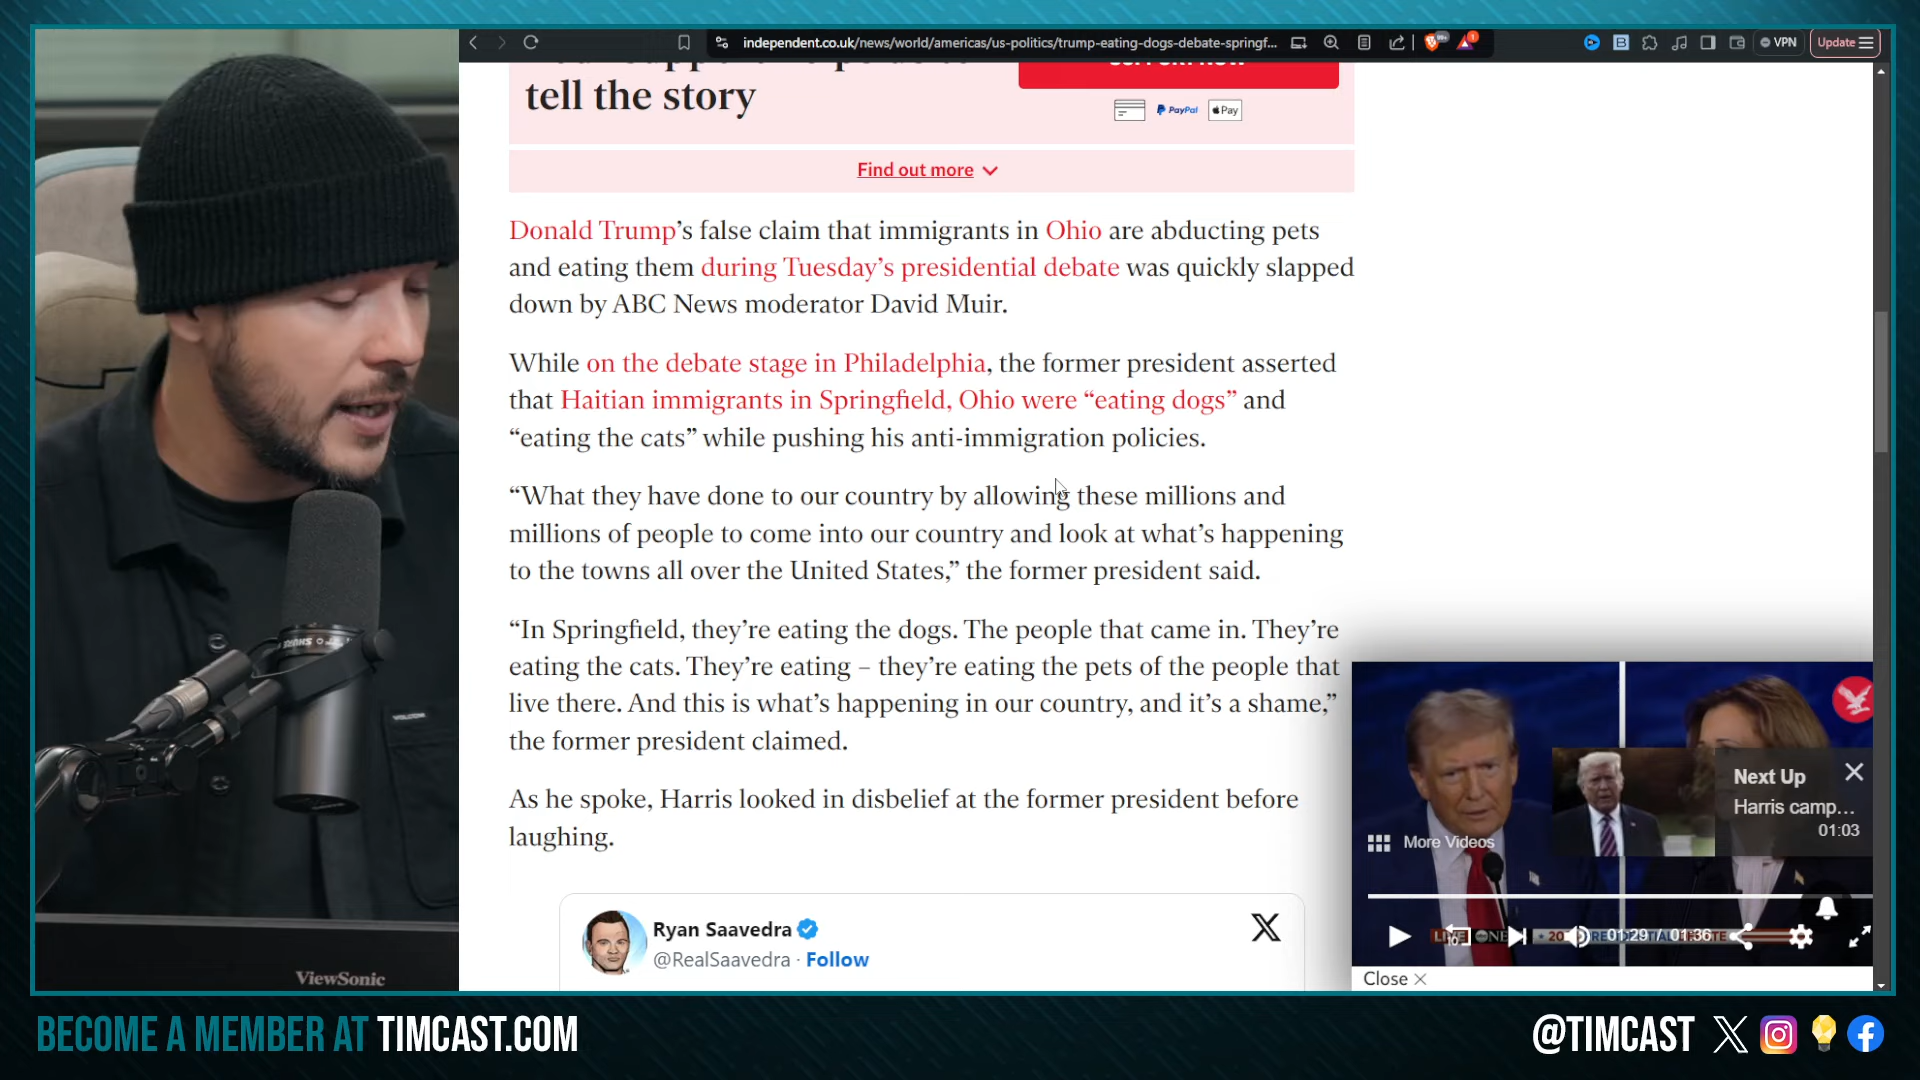 independent.co.uk/news/world/americas/us-politics/trump-eating-dogs-debate-springf...
VPN
Update
tell the story
PayPal
Pay
Find out more
Donald Trump’s false claim that immigrants in Ohio are abducting pets
and eating them during Tuesday’s presidential debate was quickly slapped
down by ABC News moderator David Muir.
While on the debate stage in Philadelphia, the former president asserted
that Haitian immigrants in Springfield, Ohio were “eating dogs” and
“eating the cats” while pushing his anti-immigration policies.
“What they have done to our country by allowing these millions and
millions of people to come into our country and look at what’s happening
to the towns all over the United States,” the former president said.
“In Springfield, they’re eating the dogs. The people that came in. They’re
eating the cats. They’re eating – they’re eating the pets of the people that
live there. And this is what’s happening in our country, and it’s a shame,”
the former president claimed.
As he spoke, Harris looked in disbelief at the former president before
laughing.
Ryan Saavedra
@RealSaavedra · Follow
Next Up
Harris camp...
01:03
More Videos
01:29 / 01:36
Close
SHURE
ViewSonic
BECOME A MEMBER AT TIMCAST.COM
@TIMCAST